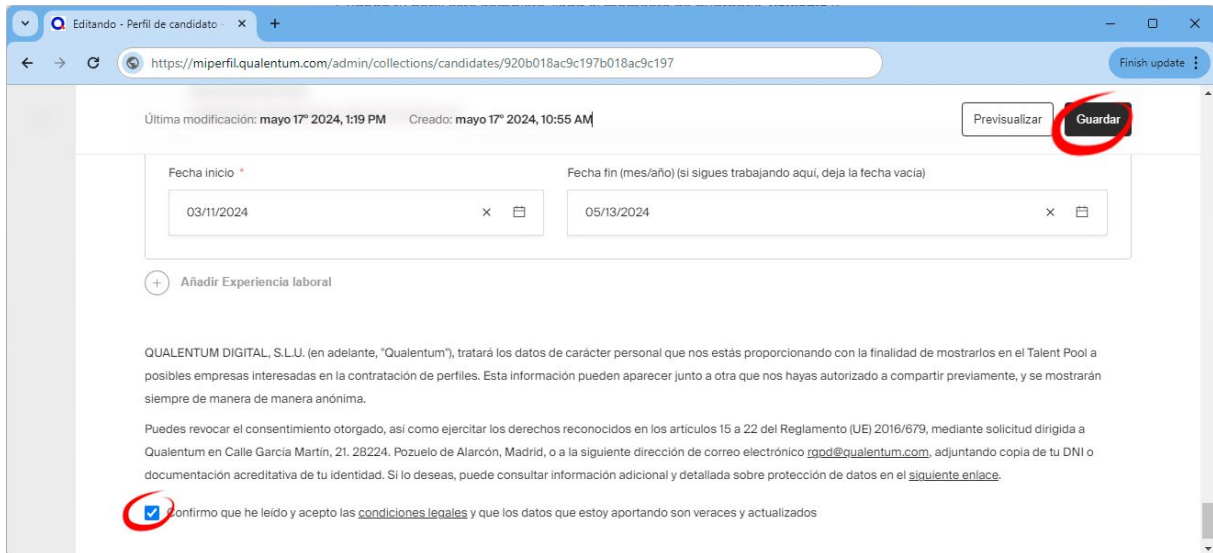 Editando - Perfil de candidato -
https://miperfil.qualentum.com/admin/collections/candidates/920b018ac9c197b018ac9c197
Finish update
Última modificación: mayo 17º 2024, 1:19 PM Creado: mayo 17º 2024, 10:55 AM
Previsualizar
Guardar
Fecha inicio *
Fecha fin (mes/año) (si sigues trabajando aquí, deja la fecha vacía)
03/11/2024
05/13/2024
Añadir Experiencia laboral
QUALENTUM DIGITAL, S.L.U. (en adelante, "Qualentum"), tratará los datos de carácter personal que nos estás proporcionando con la finalidad de mostrarlos en el Talent Pool a
posibles empresas interesadas en la contratación de perfiles. Esta información pueden aparecer junto a otra que nos hayas autorizado a compartir previamente, y se mostrarán
siempre de manera de manera anónima.
Puedes revocar el consentimiento otorgado, así como ejercitar los derechos reconocidos en los artículos 15 a 22 del Reglamento (UE) 2016/679, mediante solicitud dirigida a
Qualentum en Calle García Martín, 21. 28224. Pozuelo de Alarcón, Madrid, o a la siguiente dirección de correo electrónico rgpd@qualentum.com, adjuntando copia de tu DNI o
documentación acreditativa de tu identidad. Si lo deseas, puede consultar información adicional y detallada sobre protección de datos en el siguiente enlace.
Confirmo que he leído y acepto las condiciones legales y que los datos que estoy aportando son veraces y actualizados